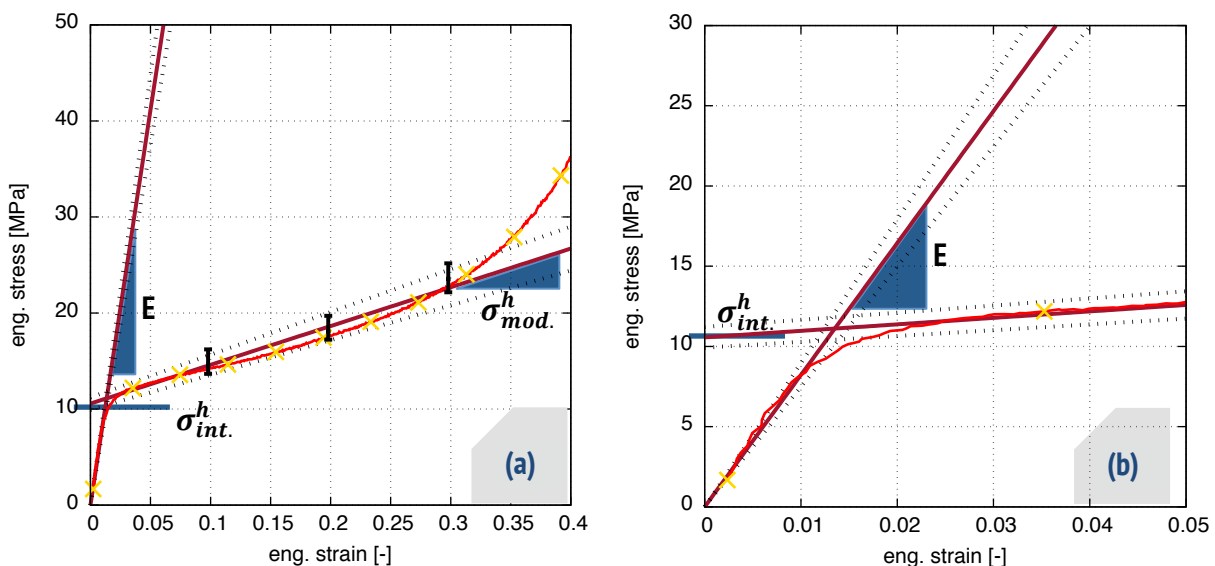 50
40
30
20
10
0
eng. stress [MPa]
0
0.05
0.1
0.15
0.2
0.25
0.3
0.35
0.4
eng. strain [-]
E
σ^h_int.
σ^h_mod.
(a)
30
25
20
15
10
5
0
eng. stress [MPa]
0
0.01
0.02
0.03
0.04
0.05
eng. strain [-]
E
σ^h_int.
(b)